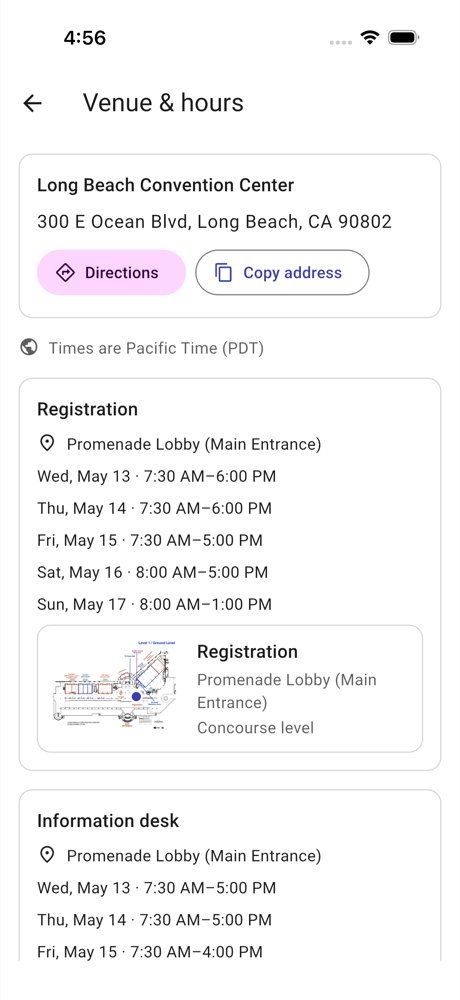 4:56
Venue & hours
Long Beach Convention Center
300 E Ocean Blvd, Long Beach, CA 90802
Directions
Copy address
Times are Pacific Time (PDT)
Registration
Promenade Lobby (Main Entrance)
Wed, May 13 · 7:30 AM–6:00 PM
Thu, May 14 · 7:30 AM–6:00 PM
Fri, May 15 · 7:30 AM–5:00 PM
Sat, May 16 · 8:00 AM–5:00 PM
Sun, May 17 · 8:00 AM–1:00 PM
Level 1 / Ground Level
Registration
Promenade Lobby (Main
Entrance)
Concourse level
Information desk
Promenade Lobby (Main Entrance)
Wed, May 13 · 7:30 AM–5:00 PM
Thu, May 14 · 7:30 AM–5:00 PM
Fri, May 15 · 7:30 AM–4:00 PM